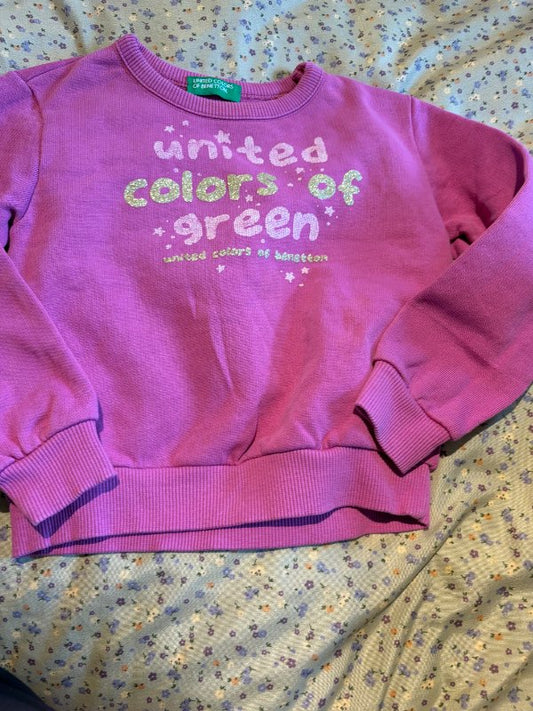 UNITED COLORS
OF BENETTON.
united
colors of
green
united colors of benetton